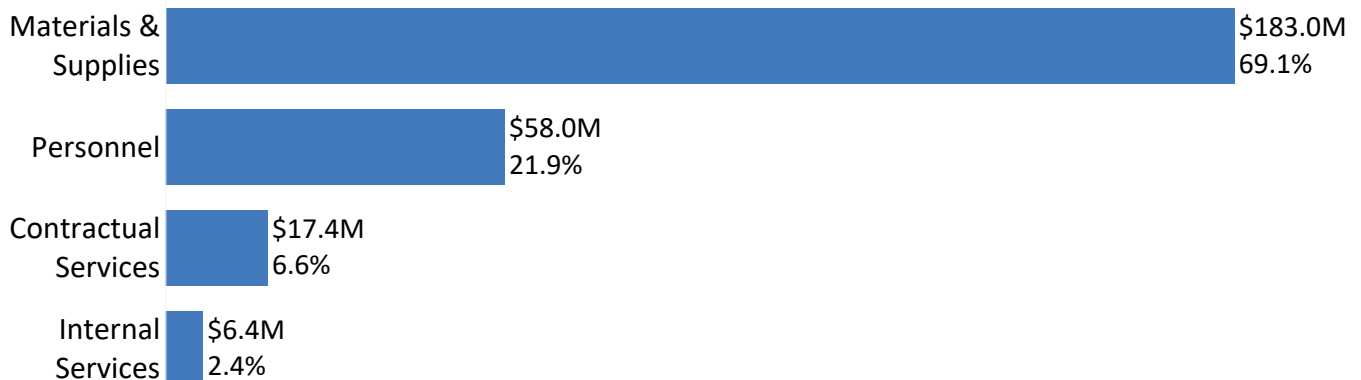 Materials &
Supplies
$183.0M
69.1%
Personnel
$58.0M
21.9%
Contractual
Services
$17.4M
6.6%
Internal
Services
$6.4M
2.4%